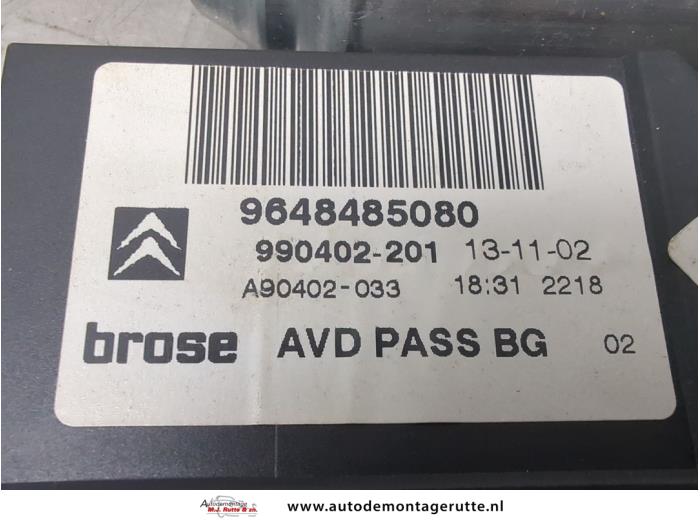 9648485080
990402-201 13-11-02
A90402-033 18:31 2218
brose AVD PASS BG 02
Autodemontage
M.J. Rutte & zn.
www.autodemontagerutte.nl